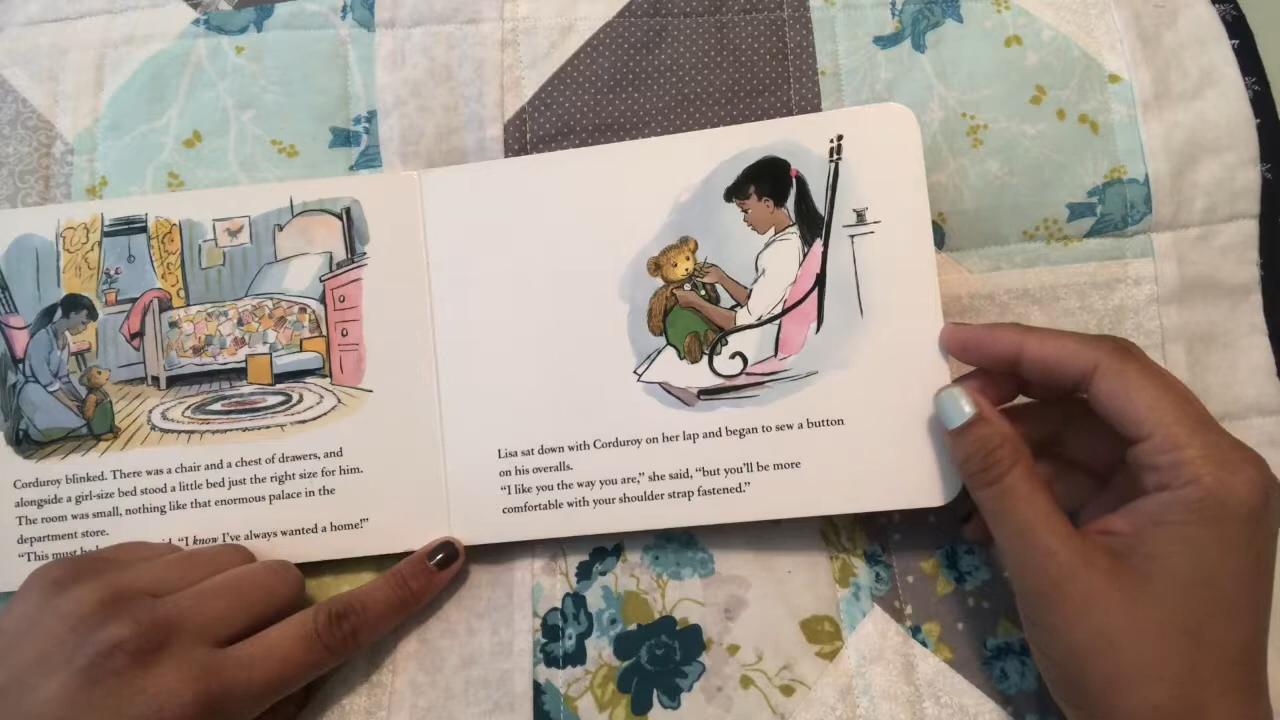 Corduroy blinked. There was a chair and a chest of drawers, and
alongside a girl-size bed stood a little bed just the right size for him.
The room was small, nothing like that enormous palace in the
department store.
“This must “I know I’ve always wanted a home!”
Lisa sat down with Corduroy on her lap and began to sew a button
on his overalls.
“I like you the way you are,” she said, “but you’ll be more
comfortable with your shoulder strap fastened.”